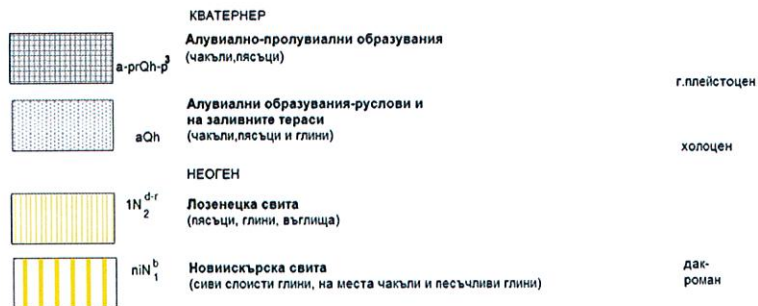 КВАТЕРНЕР
a-prQh-p³ Алувиално-пролувиални образувания
(чакъли,пясъци)
г.плейстоцен
Алувиални образувания-руслови и
на заливните тераси
aQh (чакъли,пясъци и глини)
холоцен
НЕОГЕН
1N₂ᵈ⁻ʳ Лозенецка свита
(пясъци, глини, въглища)
niN₁ᵇ Новиискърска свита
(сиви слоисти глини, на места чакъли и песъчливи глини)
дак-
роман